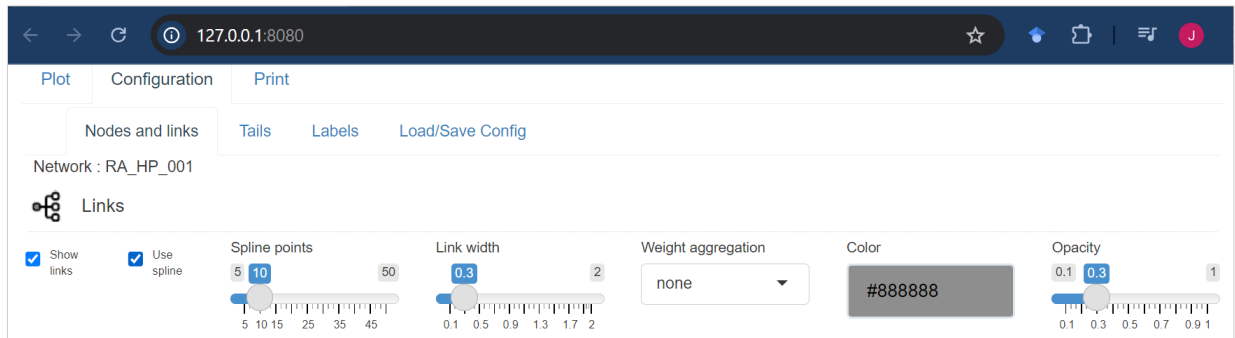 127.0.0.1:8080
J
Plot Configuration Print
Nodes and links Tails Labels Load/Save Config
Network : RA_HP_001
Links
Show links
Use spline
Spline points
5 10 50
5 10 15 25 35 45
Link width
0.3 2
0.1 0.5 0.9 1.3 1.7 2
Weight aggregation
none
Color
#888888
Opacity
0.1 0.3 1
0.1 0.3 0.5 0.7 0.9 1